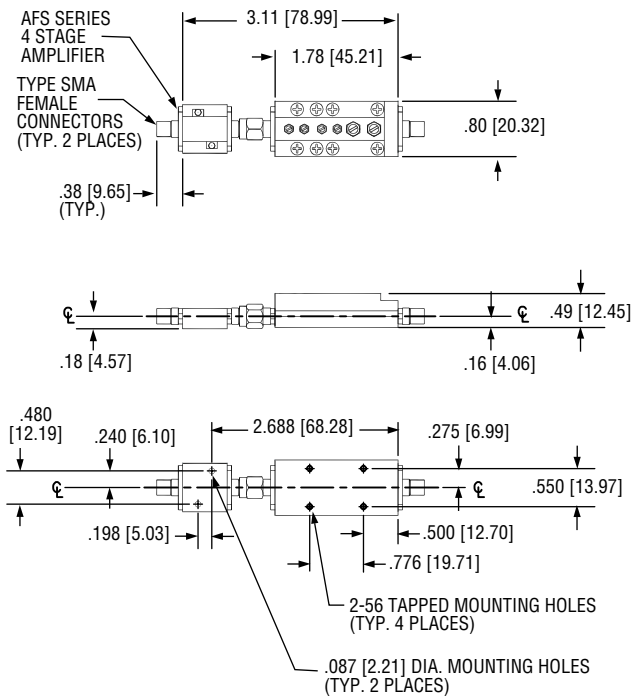 AFS SERIES
4 STAGE
AMPLIFIER
3.11 [78.99]
1.78 [45.21]
TYPE SMA
FEMALE
CONNECTORS
(TYP. 2 PLACES)
.80 [20.32]
.38 [9.65]
(TYP.)
℄
℄
.49 [12.45]
.18 [4.57]
.16 [4.06]
.480
[12.19]
.240 [6.10]
2.688 [68.28]
.275 [6.99]
℄
℄
.550 [13.97]
.198 [5.03]
.500 [12.70]
.776 [19.71]
2-56 TAPPED MOUNTING HOLES
(TYP. 4 PLACES)
.087 [2.21] DIA. MOUNTING HOLES
(TYP. 2 PLACES)